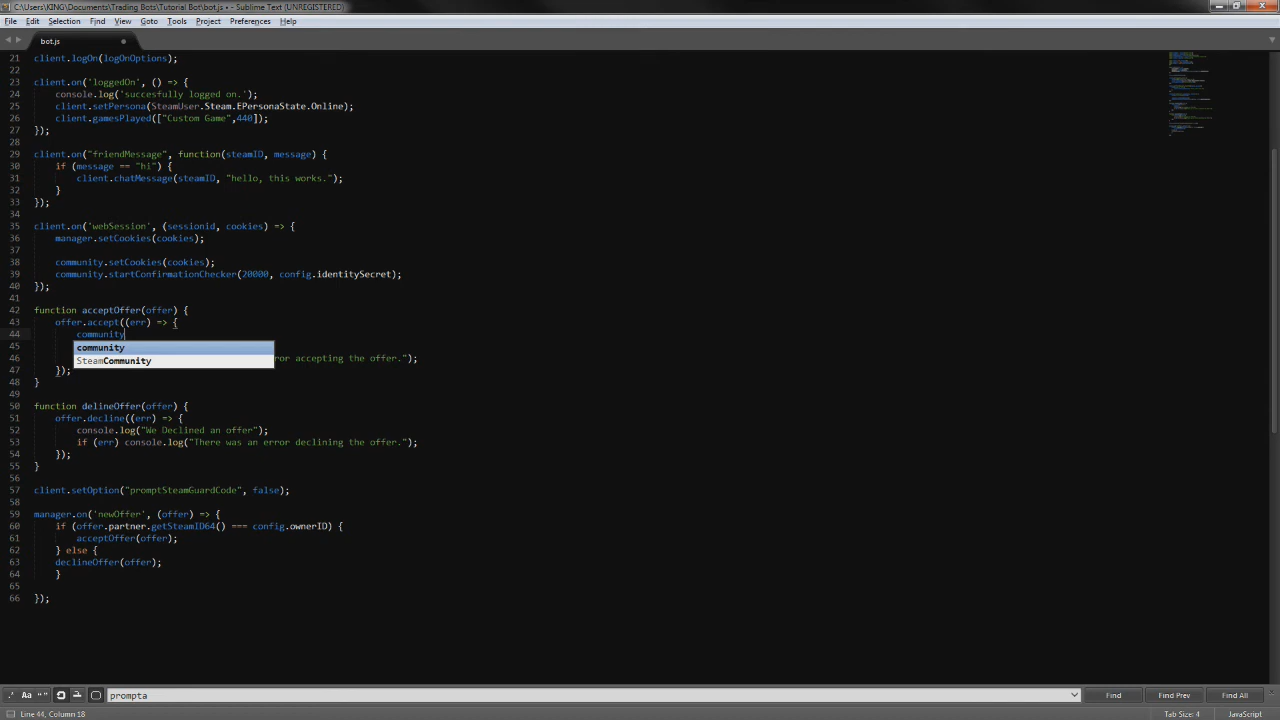 C:\Users\KING\Documents\Trading Bots\Tutorial Bot\bot.js • - Sublime Text (UNREGISTERED)
File Edit Selection Find View Goto Tools Project Preferences Help
bot.js
21 client.logOn(logOnOptions);
22
23 client.on('loggedOn', () => {
24 console.log('succesfully logged on.');
25 client.setPersona(SteamUser.Steam.EPersonaState.Online);
26 client.gamesPlayed(["Custom Game",440]);
27 });
28
29 client.on("friendMessage", function(steamID, message) {
30 if (message == "hi") {
31 client.chatMessage(steamID, "hello, this works.");
32 }
33 });
34
35 client.on('webSession', (sessionid, cookies) => {
36 manager.setCookies(cookies);
37
38 community.setCookies(cookies);
39 community.startConfirmationChecker(20000, config.identitySecret);
40 });
41
42 function acceptOffer(offer) {
43 offer.accept((err) => {
44 community
community
45
SteamCommunity
46 ror accepting the offer.");
47 });
48 }
49
50 function delineOffer(offer) {
51 offer.decline((err) => {
52 console.log("We Declined an offer");
53 if (err) console.log("There was an error declining the offer.");
54 });
55 }
56
57 client.setOption("promptSteamGuardCode", false);
58
59 manager.on('newOffer', (offer) => {
60 if (offer.partner.getSteamID64() === config.ownerID) {
61 acceptOffer(offer);
62 } else {
63 declineOffer(offer);
64 }
65
66 });
.* Aa "" prompta Find Find Prev Find All
Line 44, Column 18 Tab Size: 4 JavaScript